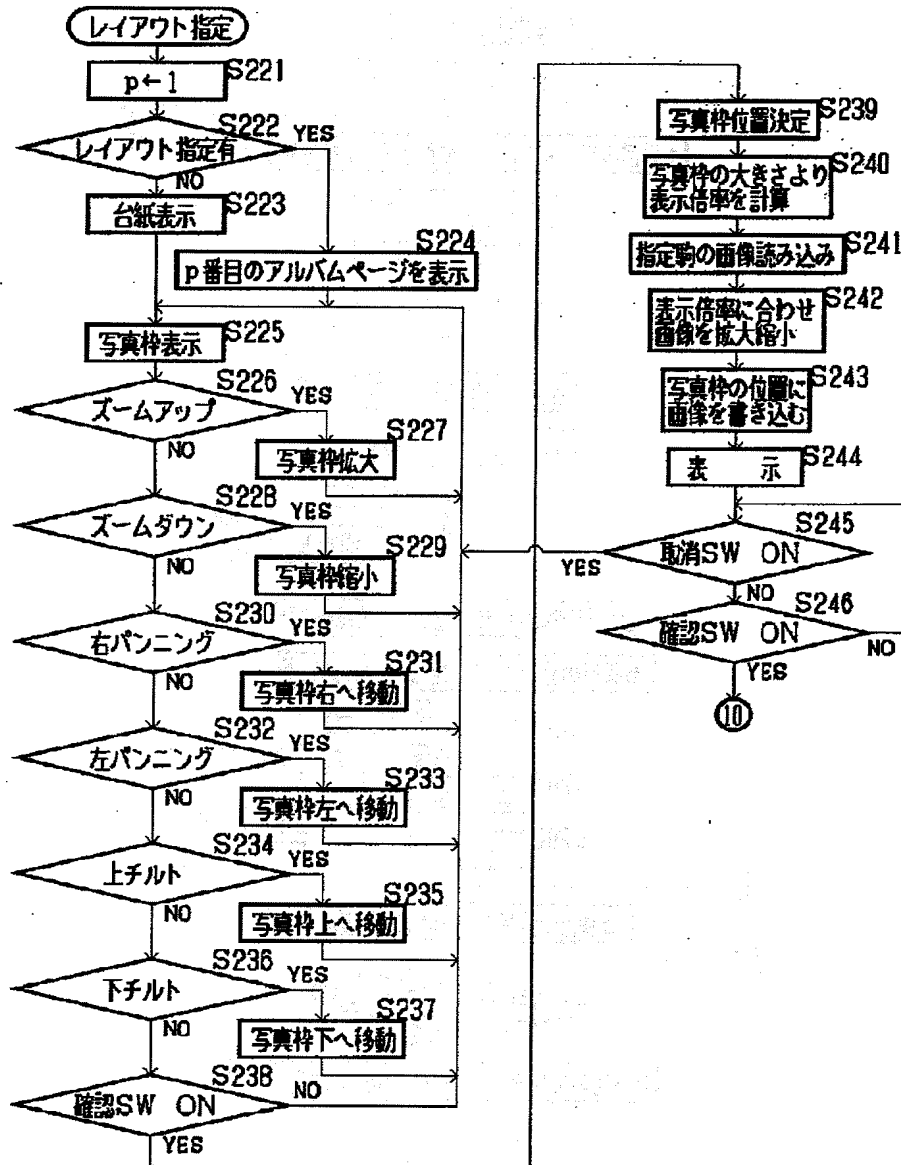 レイアウト指定
S221
p←1
S222
レイアウト指定有
YES
NO
S223
台紙表示
S224
p番目のアルバムページを表示
S225
写真枠表示
S226
ズームアップ
YES
NO
S227
写真枠拡大
S228
ズームダウン
YES
NO
S229
写真枠縮小
S230
右パンニング
YES
NO
S231
写真枠右へ移動
S232
左パンニング
YES
NO
S233
写真枠左へ移動
S234
上チルト
YES
NO
S235
写真枠上へ移動
S236
下チルト
YES
NO
S237
写真枠下へ移動
S238
確認SW ON
NO
YES
S239
写真枠位置決定
S240
写真枠の大きさより
表示倍率を計算
S241
指定駒の画像読み込み
S242
表示倍率に合わせ
画像を拡大縮小
S243
写真枠の位置に
画像を書き込む
S244
表 示
S245
取消SW ON
YES
NO
S246
確認SW ON
NO
YES
⑩